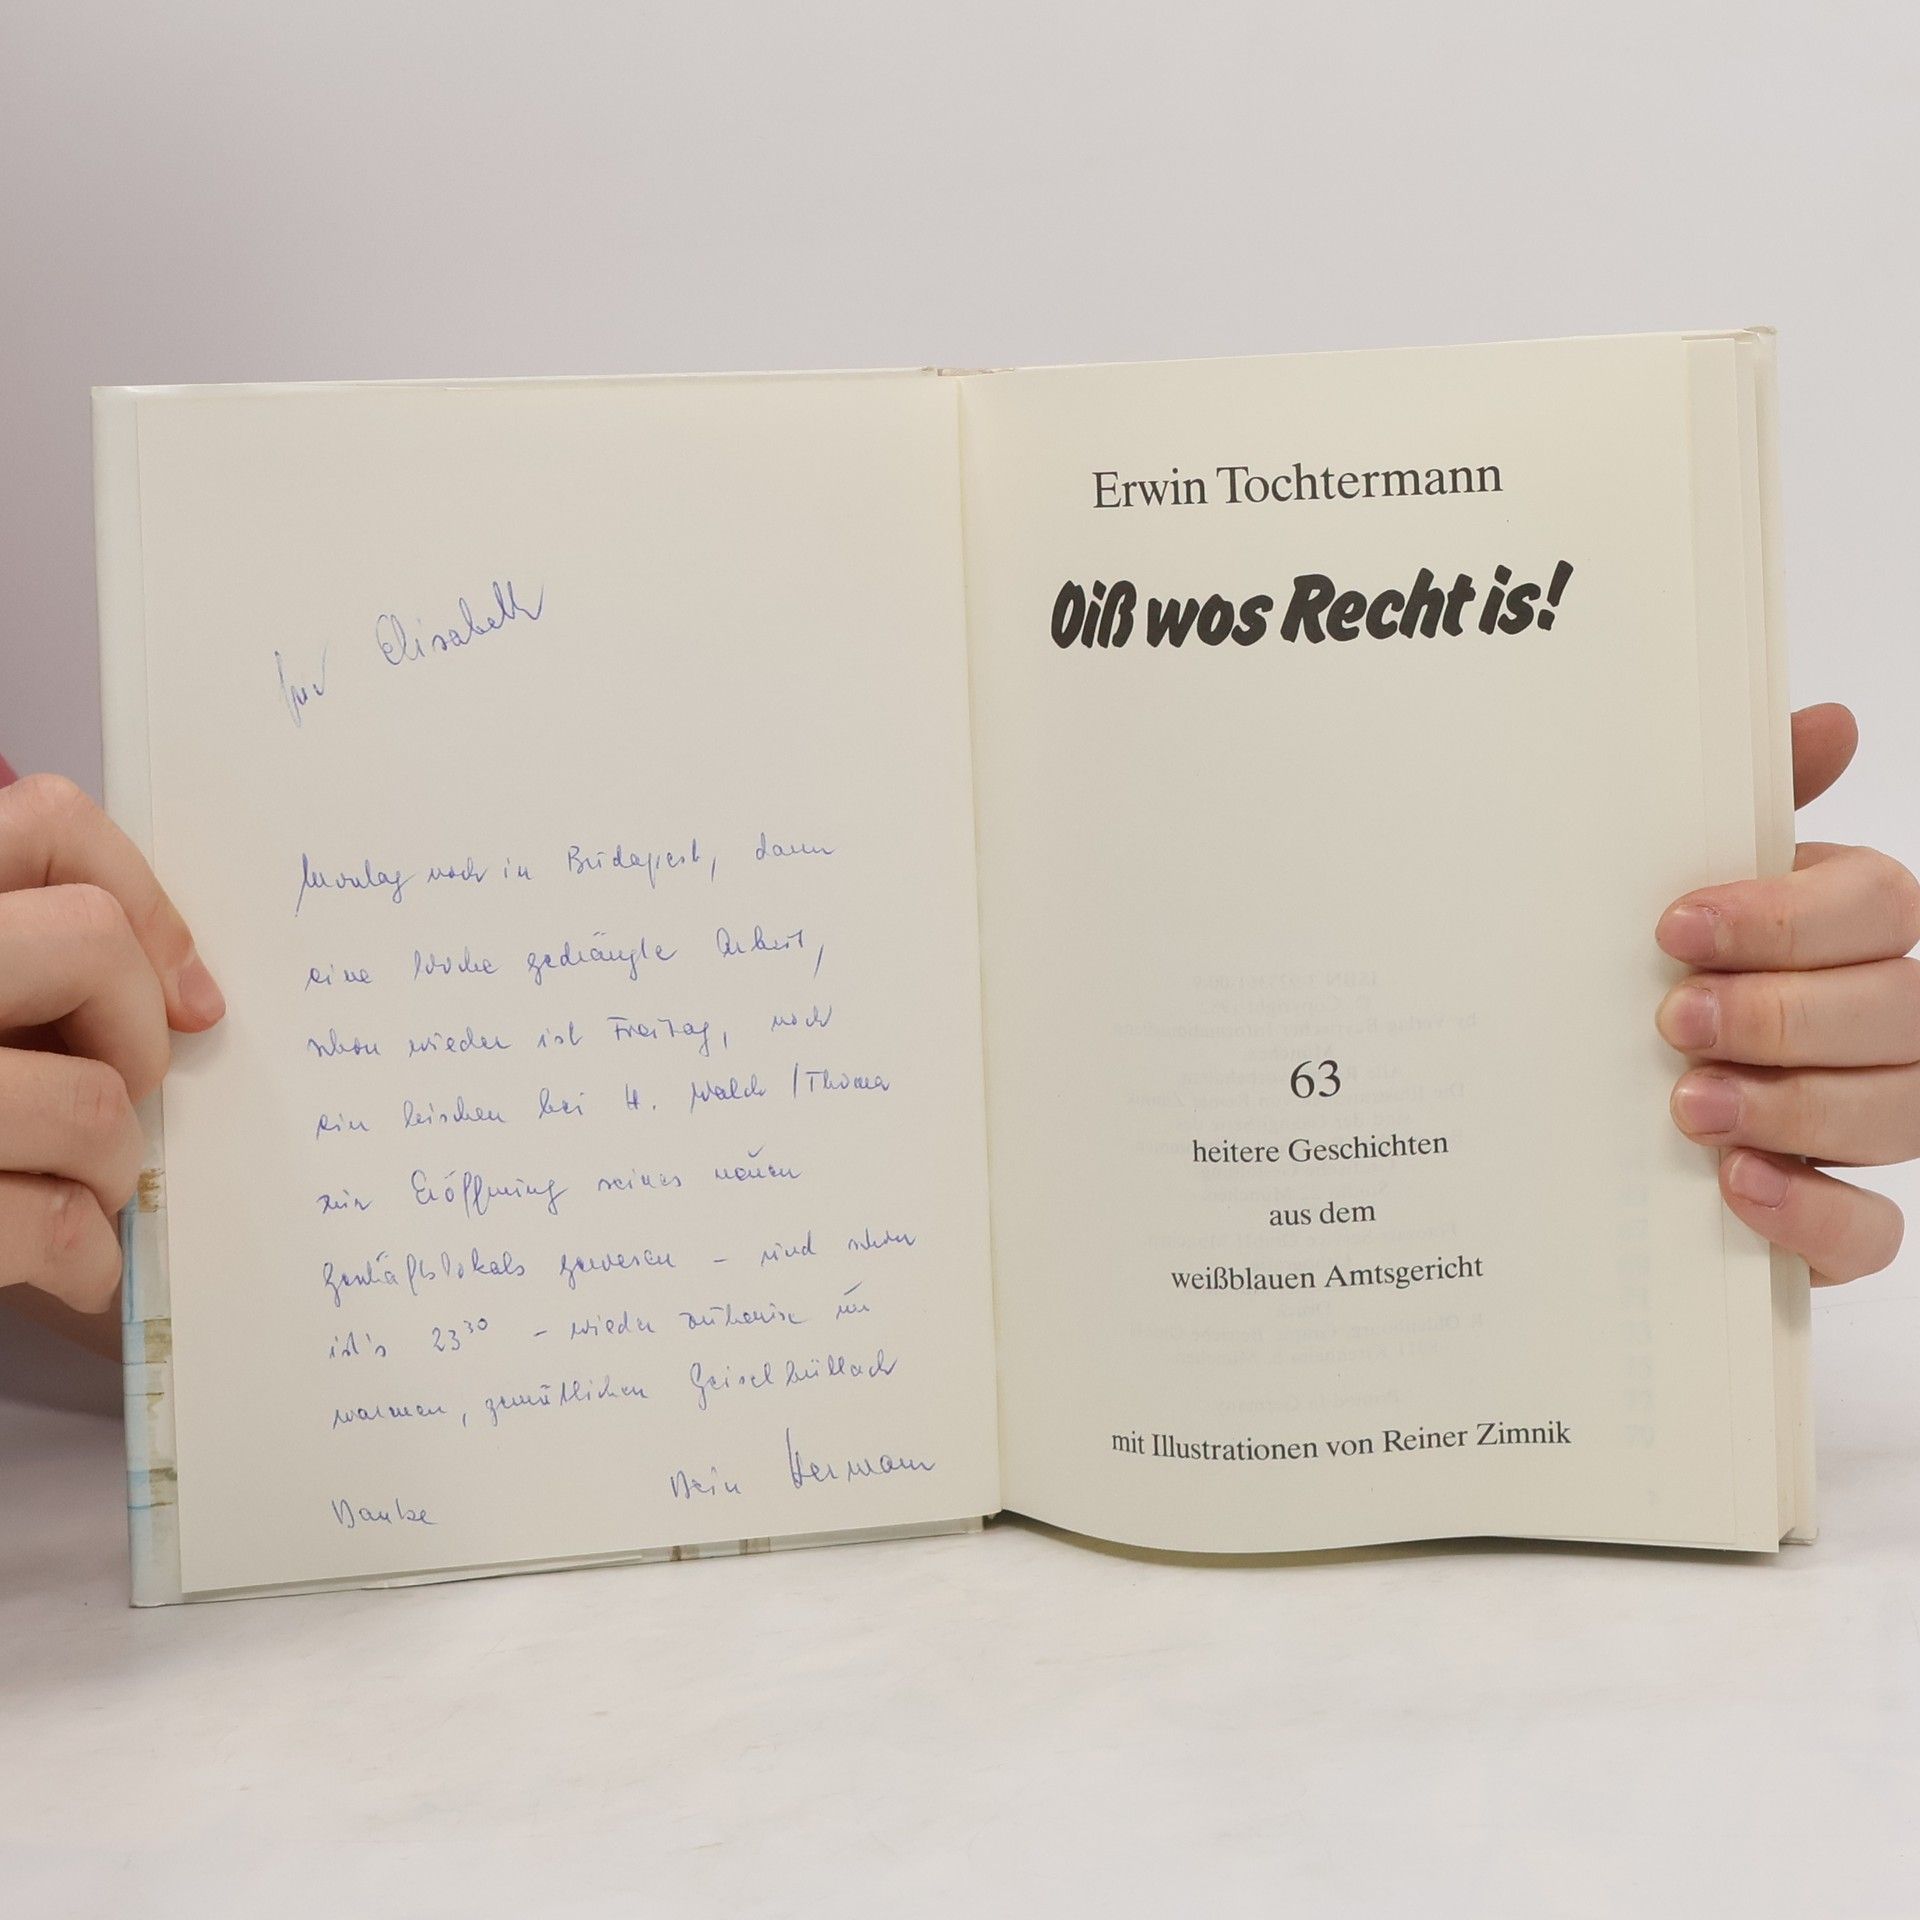 für Elisabeth
Montag noch in Budapest, dann
eine Woche gedrängte Arbeit,
schon wieder ist Freitag, noch
ein bischen bei H. Walch / Thoma
zur Eröffnung seines neuen
Geschäftslokals gewesen – und schon
ist's 23³⁰ – wieder zuhause im
warmen, gemütlichen Geiselbullach
Dein Hermann
Danke
Erwin Tochtermann
Oiß wos Recht is!
63
heitere Geschichten
aus dem
weißblauen Amtsgericht
mit Illustrationen von Reiner Zimnik